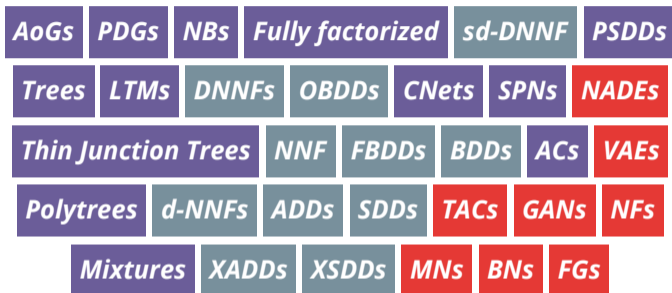 AoGs PDGs NBs Fully factorized sd-DNNF PSDDs
Trees LTMs DNNFs OBDDs CNets SPNs NADEs
Thin Junction Trees NNF FBDDs BDDs ACs VAEs
Polytrees d-NNFs ADDs SDDs TACs GANs NFs
Mixtures XADDs XSDDs MNs BNs FGs